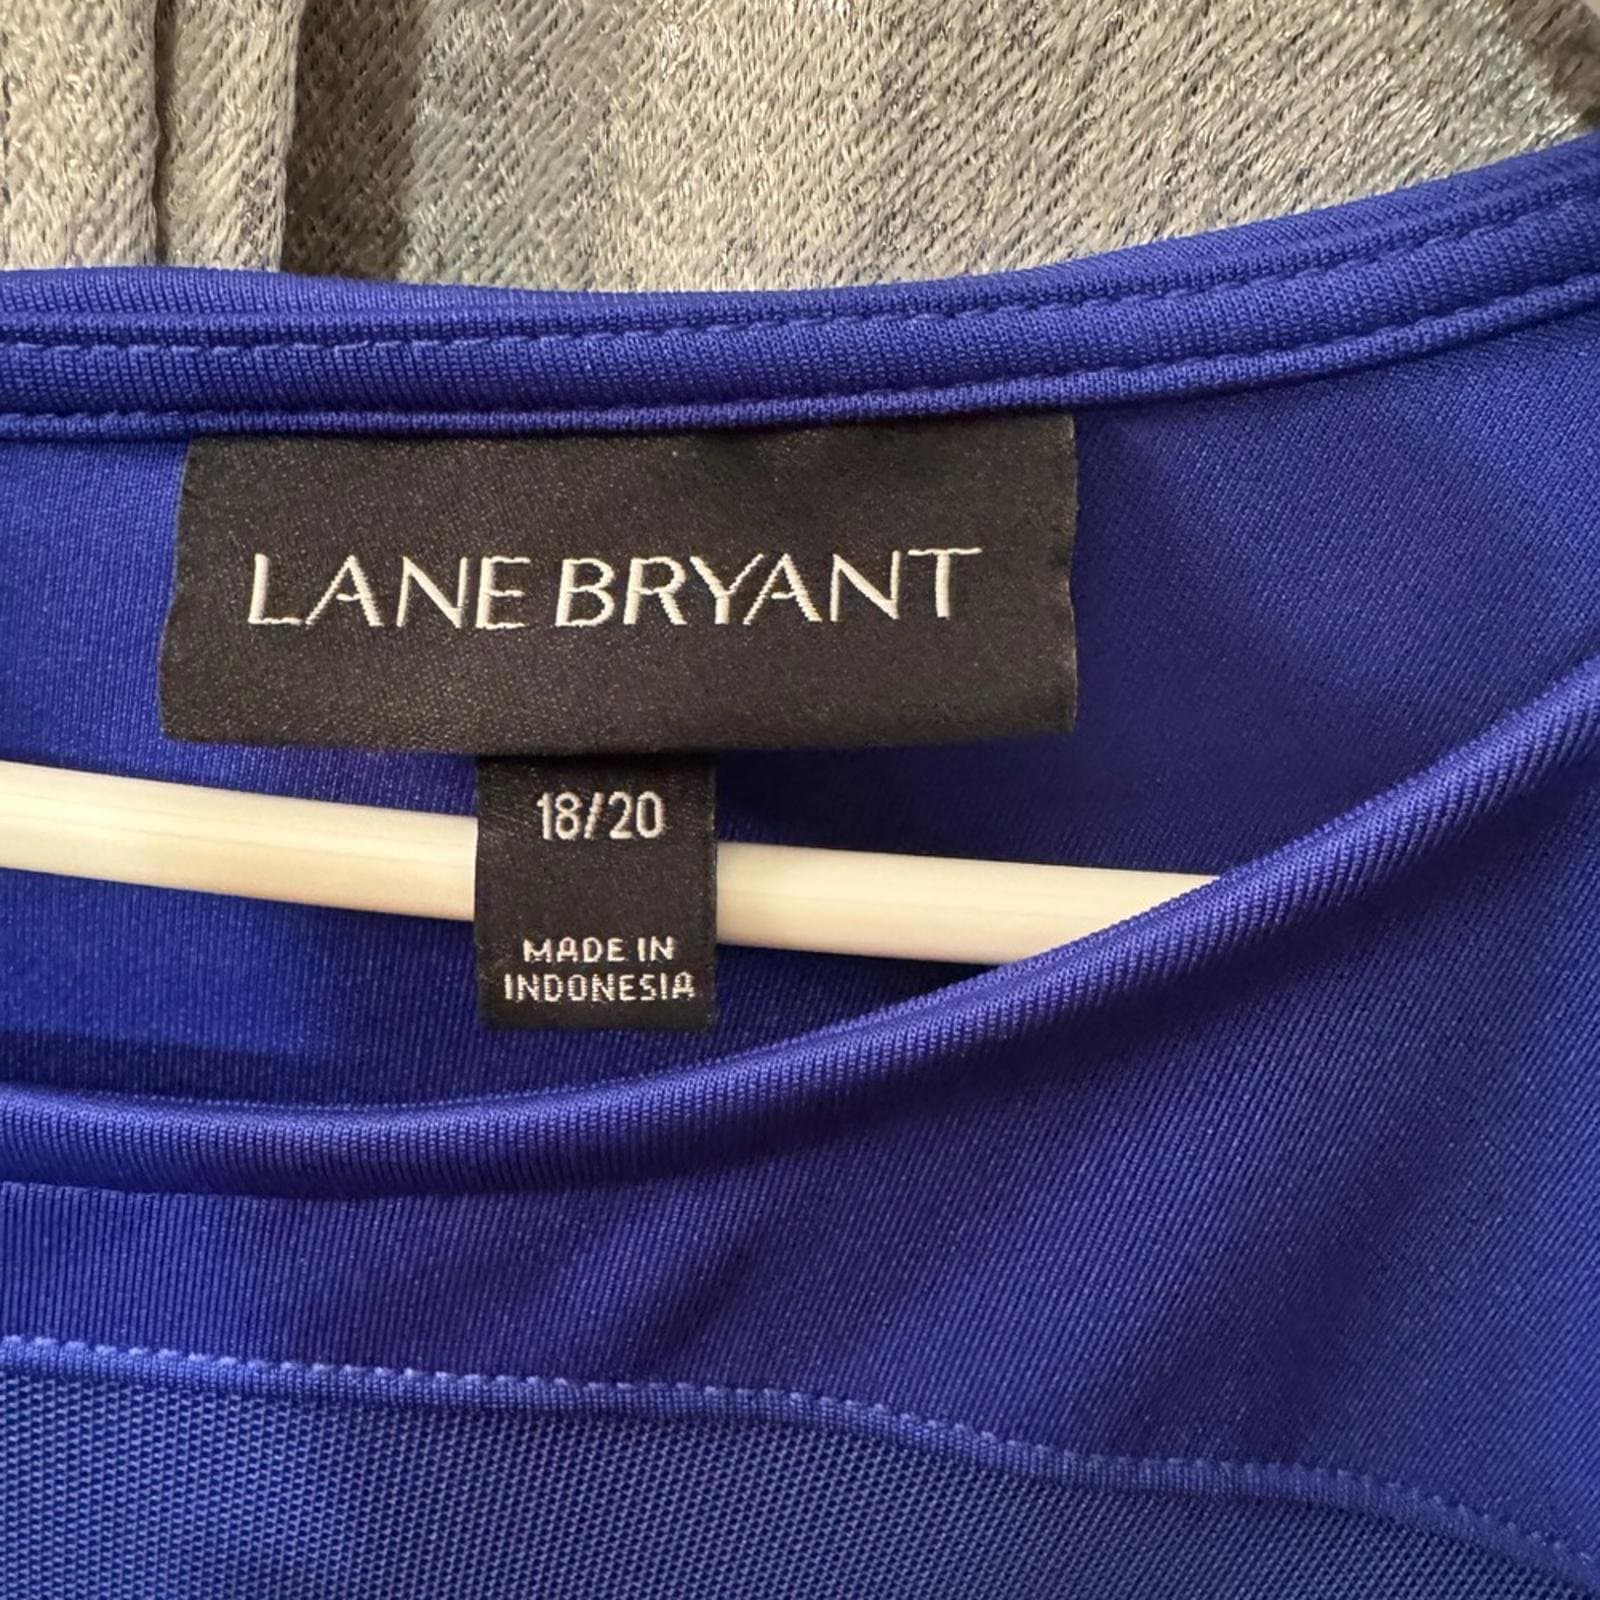 LANE BRYANT
18/20
MADE IN
INDONESIA